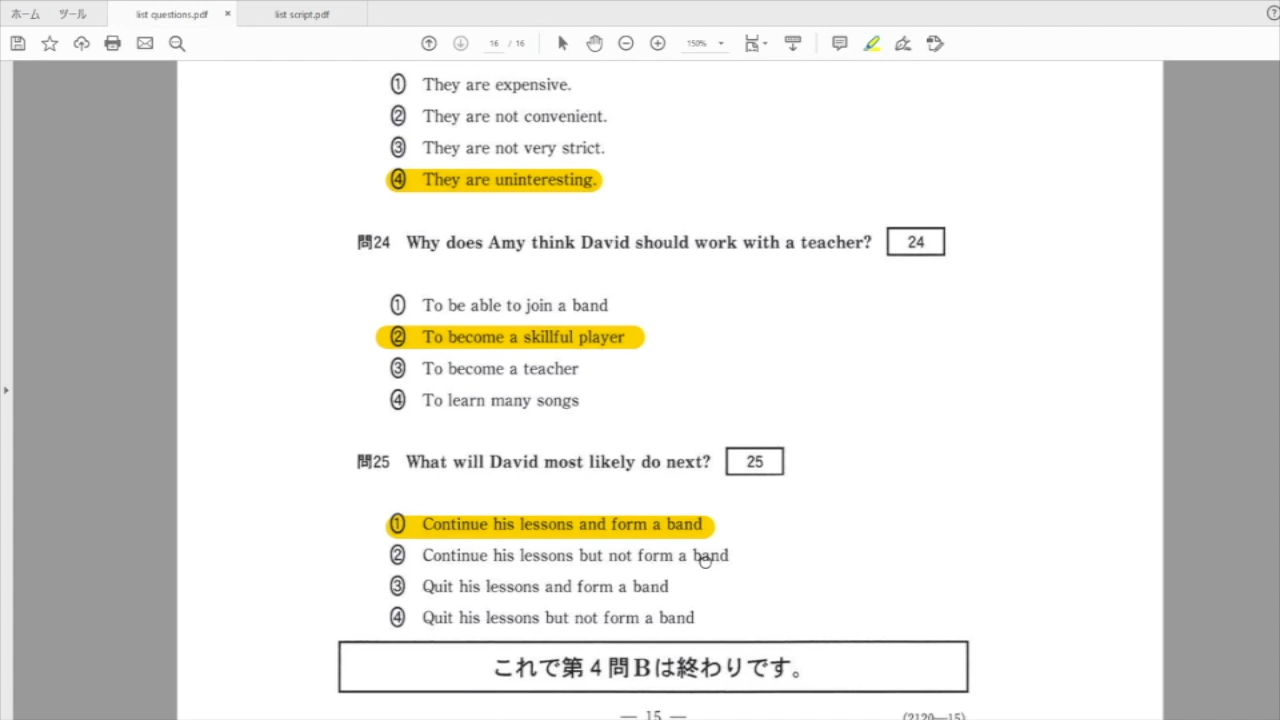 ホーム ツール list questions.pdf × list script.pdf
16 / 16 150%
① They are expensive.
② They are not convenient.
③ They are not very strict.
④ They are uninteresting.
問24 Why does Amy think David should work with a teacher? 24
① To be able to join a band
② To become a skillful player
③ To become a teacher
④ To learn many songs
問25 What will David most likely do next? 25
① Continue his lessons and form a band
② Continue his lessons but not form a band
③ Quit his lessons and form a band
④ Quit his lessons but not form a band
これで第4問Bは終わりです。
— 15 — (2120—15)